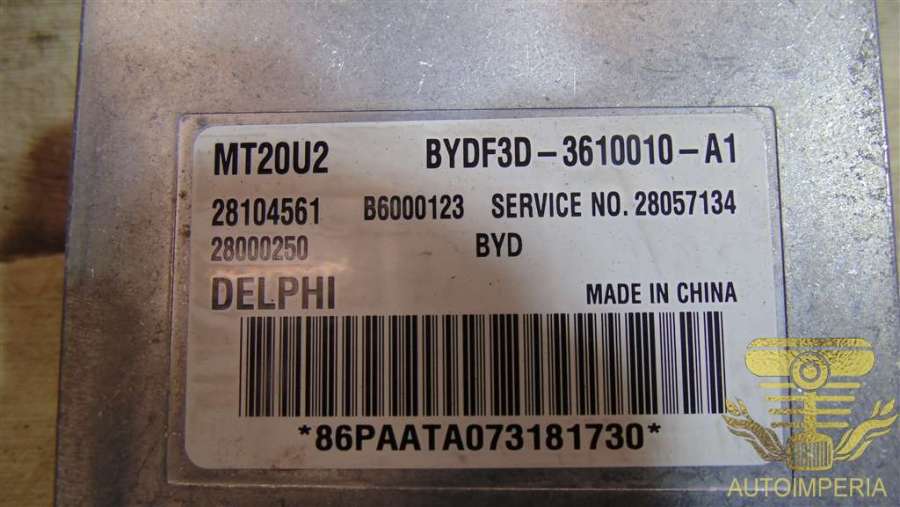 MT20U2 BYDF3D-3610010-A1
28104561 B6000123 SERVICE NO. 28057134
28000250 BYD
DELPHI MADE IN CHINA
*86PAATA073181730*
AUTOIMPERIA